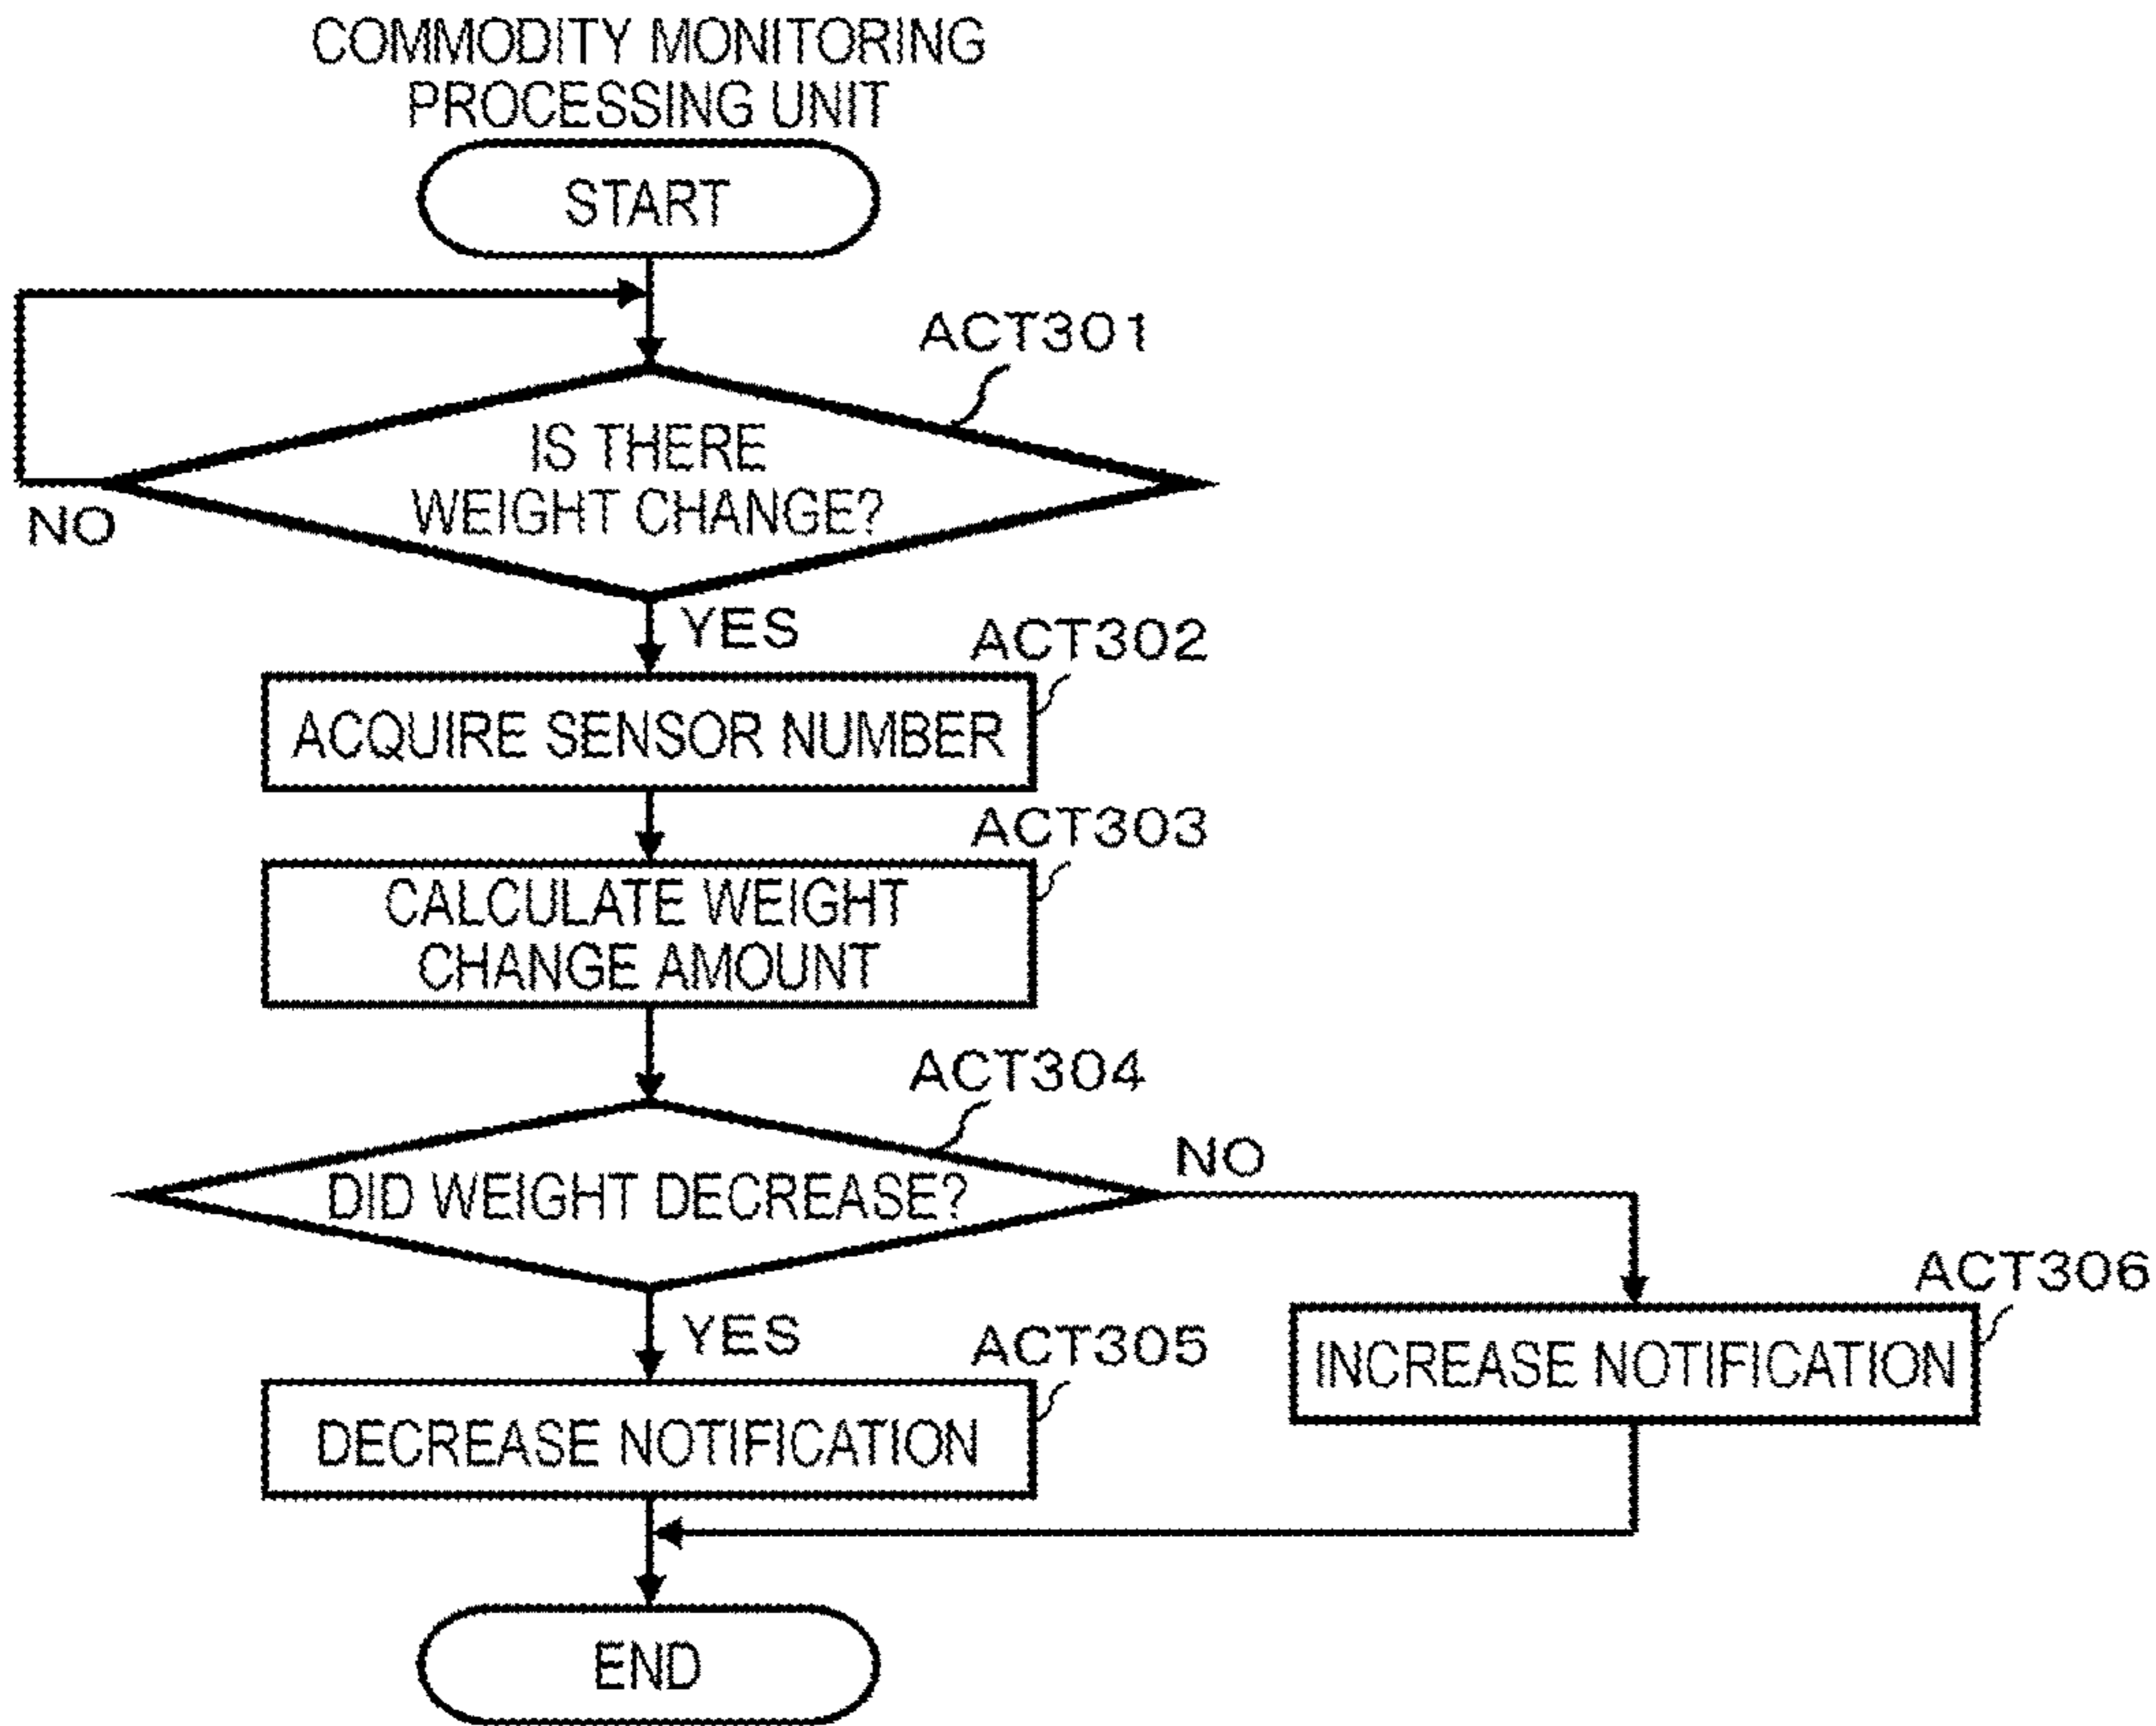 COMMODITY MONITORING
PROCESSING UNIT
START
ACT301
IS THERE
WEIGHT CHANGE?
NO
YES
ACT302
ACQUIRE SENSOR NUMBER
ACT303
CALCULATE WEIGHT
CHANGE AMOUNT
ACT304
DID WEIGHT DECREASE?
NO
YES
ACT305
DECREASE NOTIFICATION
ACT306
INCREASE NOTIFICATION
END